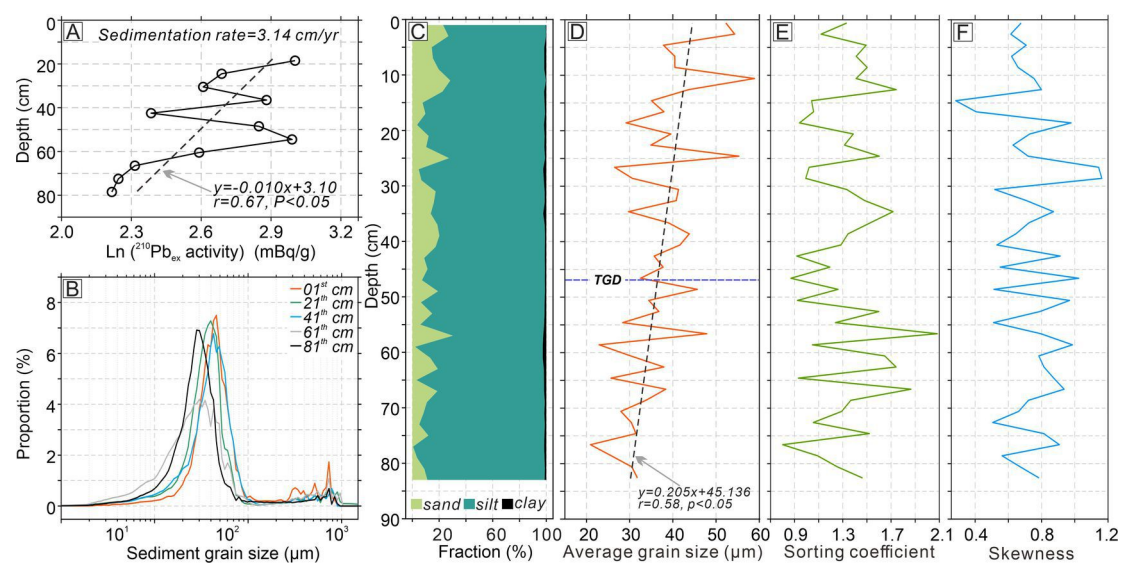 A
Sedimentation rate=3.14 cm/yr
20
40
60
80
Depth (cm)
y=-0.010x+3.10
r=0.67, P<0.05
2.0 2.3 2.6 2.9 3.2
Ln (²¹⁰Pbₑₓ activity) (mBq/g)
B
01ˢᵗ cm
21ᵗʰ cm
41ᵗʰ cm
61ᵗʰ cm
81ᵗʰ cm
8
6
4
2
0
Proportion (%)
10¹ 10² 10³
Sediment grain size (μm)
C
0
10
20
30
40
50
60
70
80
90
Depth (cm)
sand silt clay
20 60 100
Fraction (%)
D
TGD
y=0.205x+45.136
r=0.58, p<0.05
20 30 40 50 60
Average grain size (μm)
E
0.9 1.3 1.7 2.1
Sorting coefficient
F
0.4 0.8 1.2
Skewness